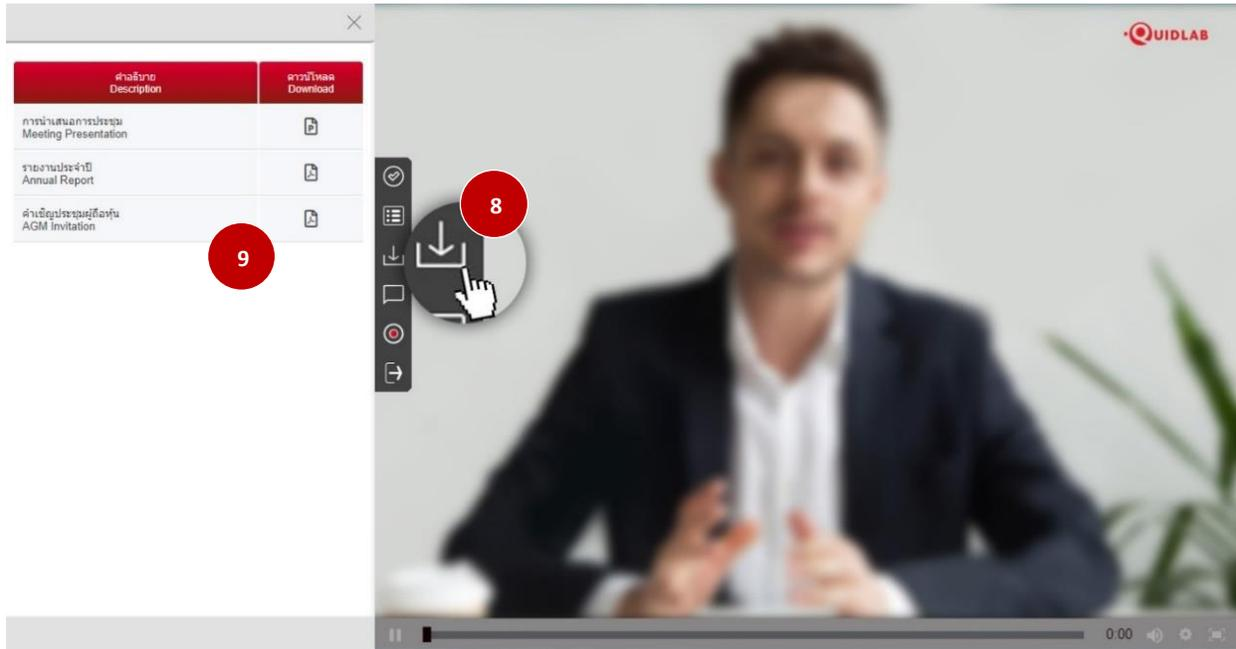 QUIDLAB
คำอธิบาย
Description
ดาวน์โหลด
Download
การนำเสนอการประชุม
Meeting Presentation
รายงานประจำปี
Annual Report
คำเชิญประชุมผู้ถือหุ้น
AGM Invitation
8
9
0:00